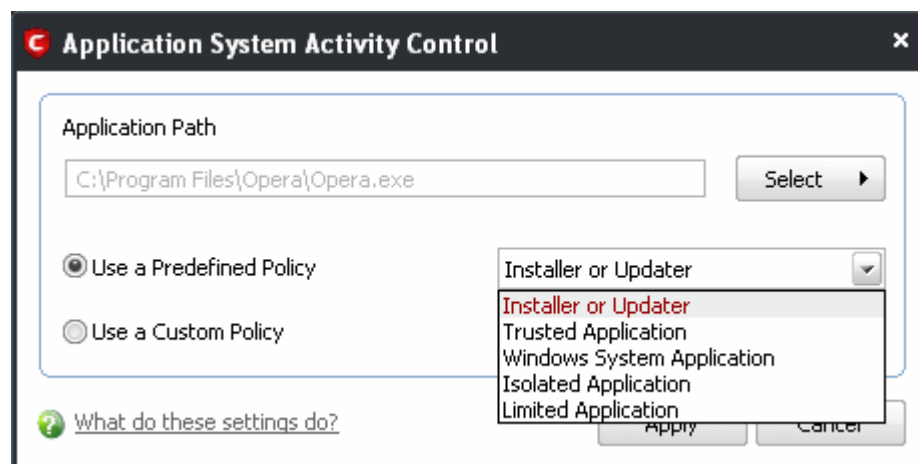 Application System Activity Control
Application Path
C:\Program Files\Opera\Opera.exe
Select
Use a Predefined Policy
Installer or Updater
Installer or Updater
Trusted Application
Windows System Application
Isolated Application
Limited Application
Use a Custom Policy
What do these settings do?
Apply
Cancel